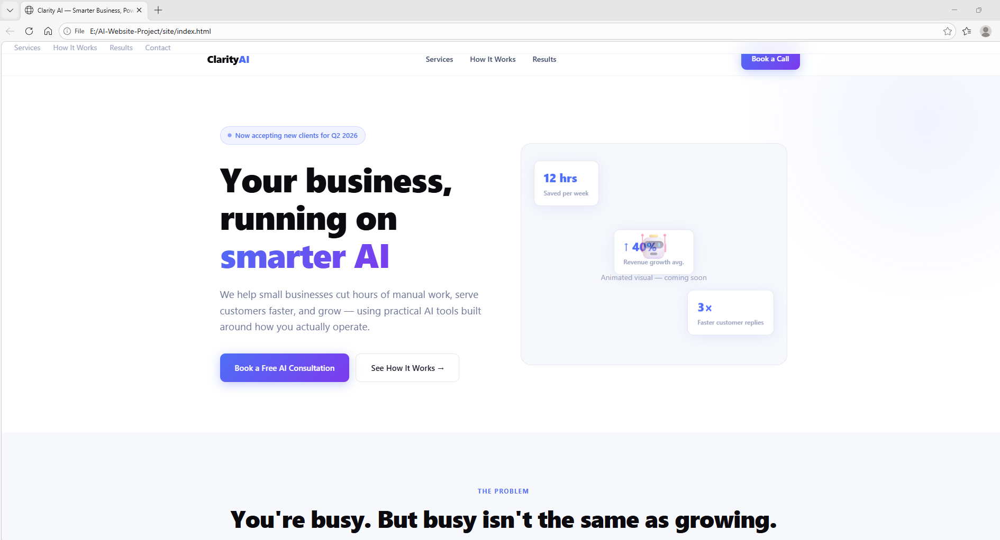 Clarity AI — Smarter Business, Pow
File E:/AI-Website-Project/site/index.html
Services How It Works Results Contact
ClarityAI Services How It Works Results Book a Call
Now accepting new clients for Q2 2026
Your business,
running on
smarter AI
We help small businesses cut hours of manual work, serve
customers faster, and grow — using practical AI tools built
around how you actually operate.
Book a Free AI Consultation See How It Works →
12 hrs
Saved per week
↑ 40%
Revenue growth avg.
Animated visual — coming soon
3×
Faster customer replies
THE PROBLEM
You're busy. But busy isn't the same as growing.